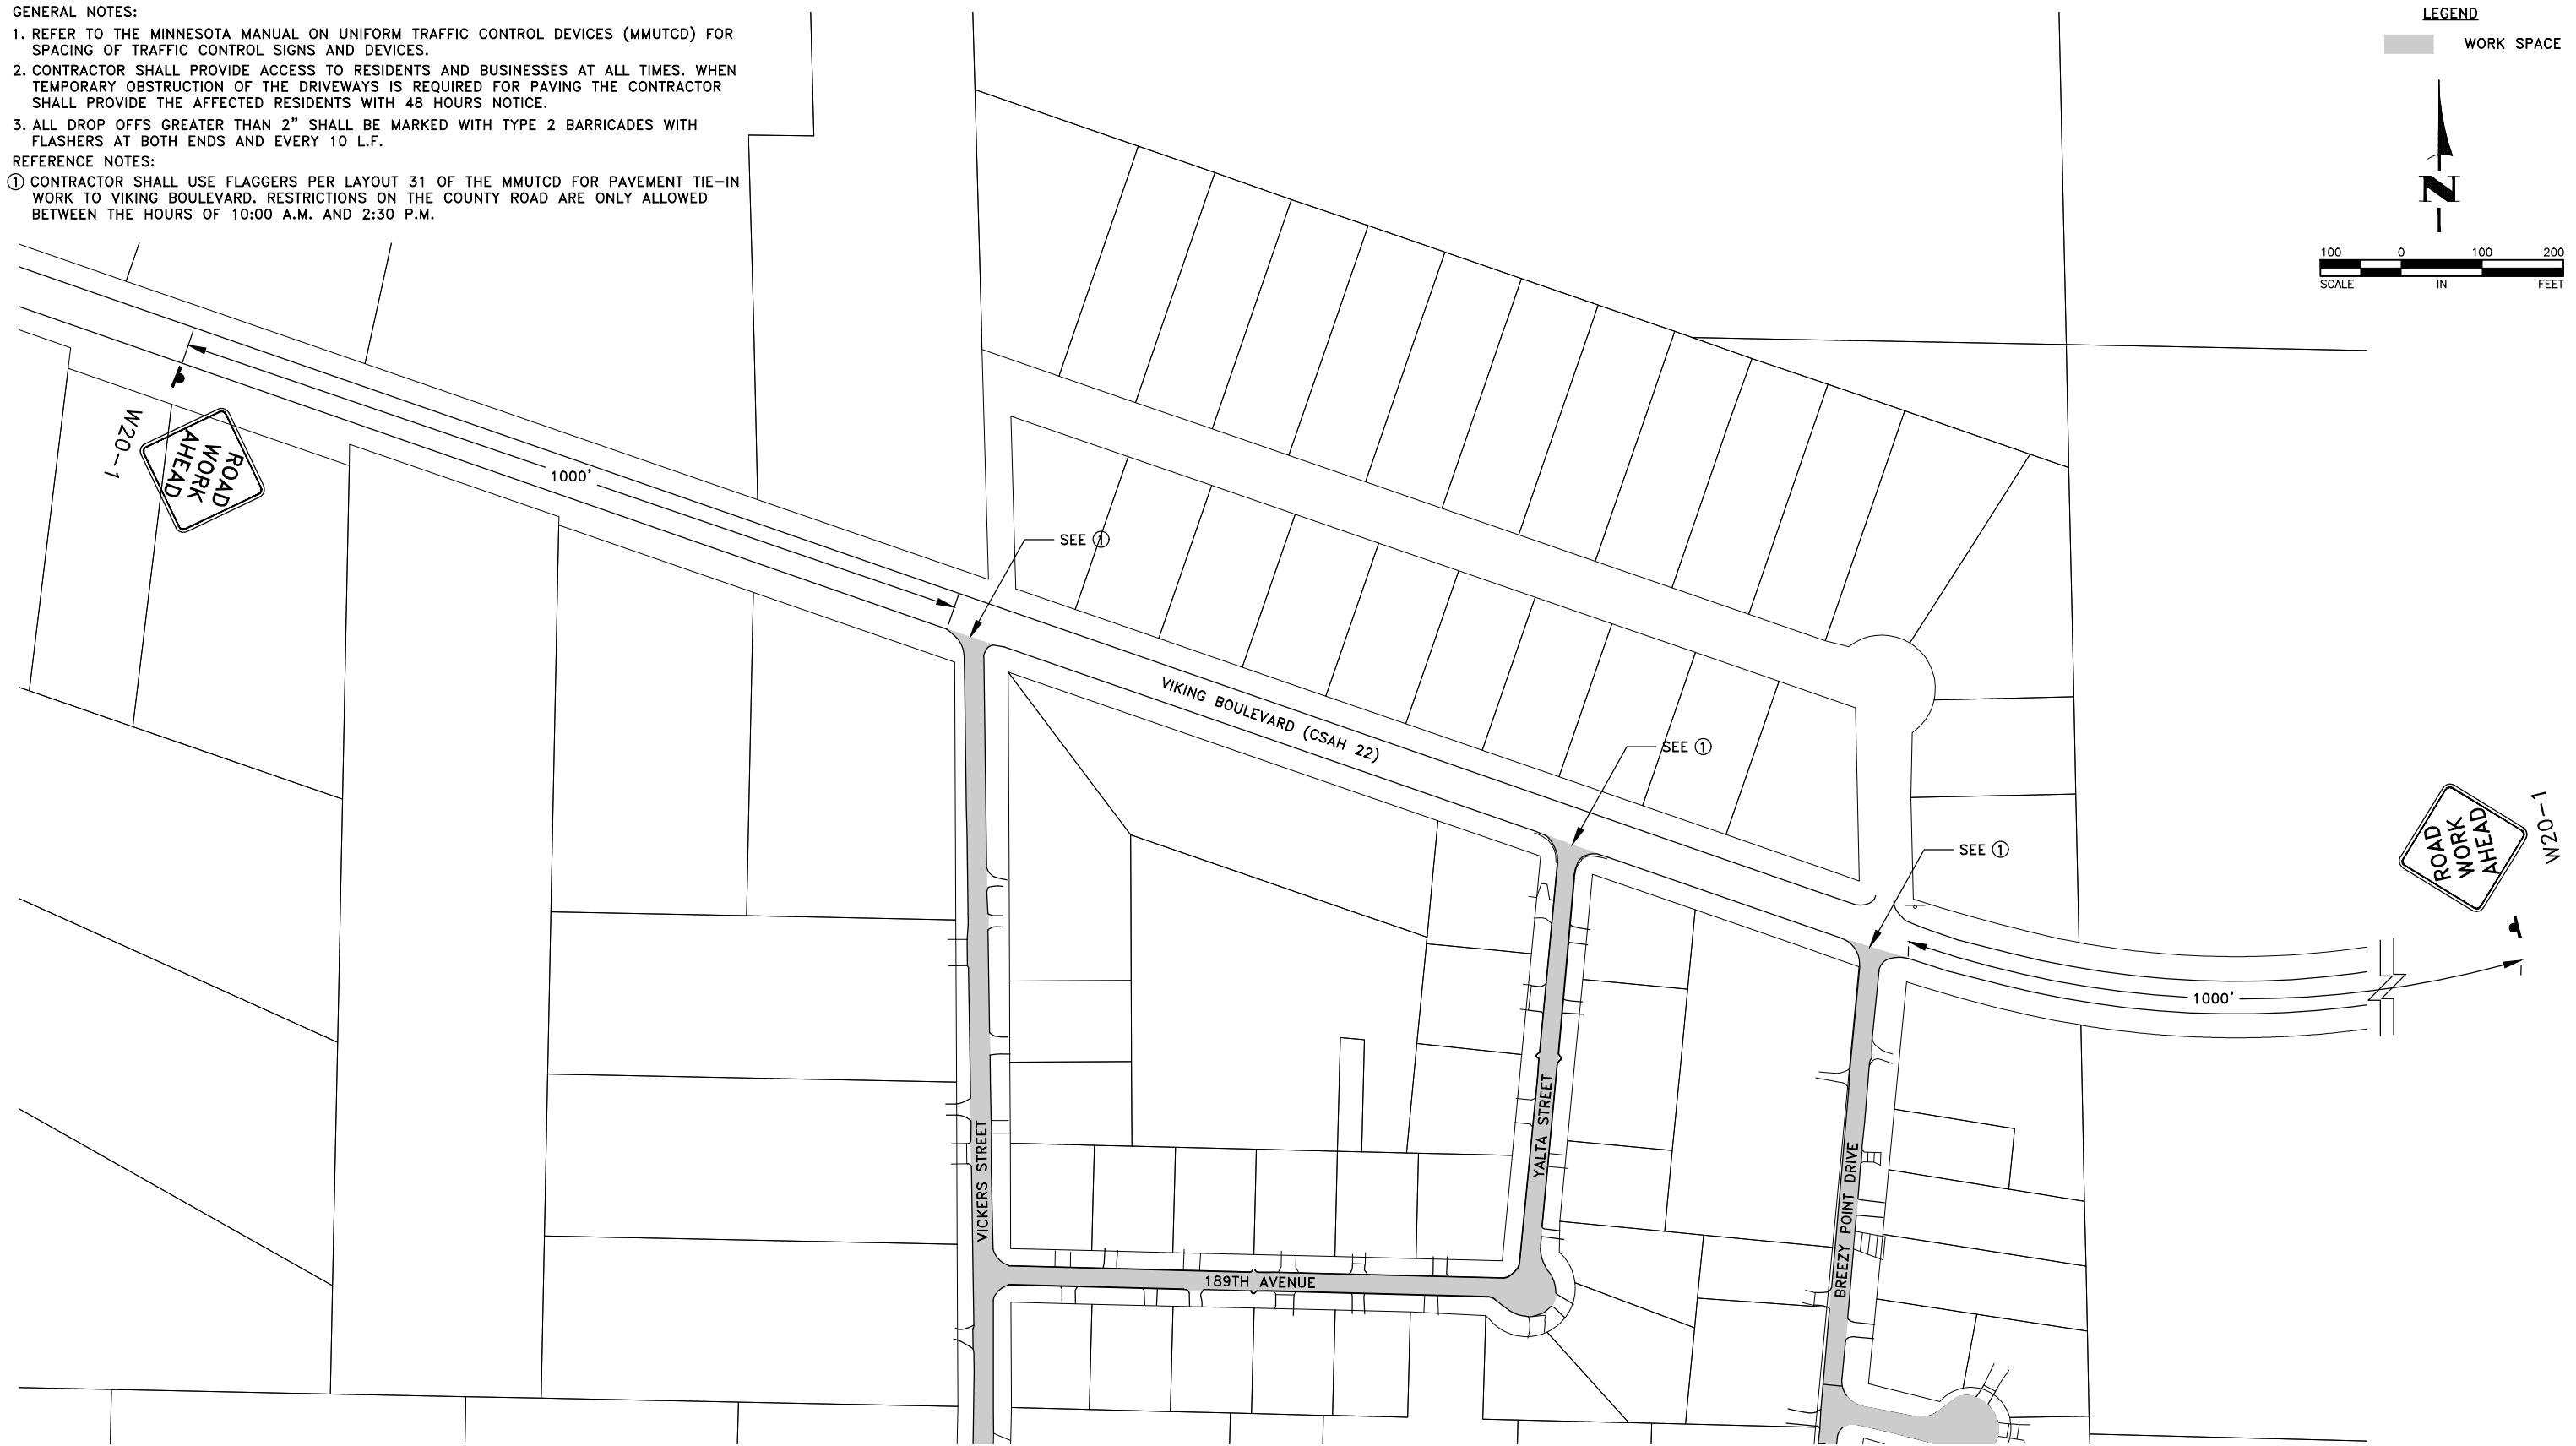 GENERAL NOTES:
1. REFER TO THE MINNESOTA MANUAL ON UNIFORM TRAFFIC CONTROL DEVICES (MMUTCD) FOR
SPACING OF TRAFFIC CONTROL SIGNS AND DEVICES.
2. CONTRACTOR SHALL PROVIDE ACCESS TO RESIDENTS AND BUSINESSES AT ALL TIMES. WHEN
TEMPORARY OBSTRUCTION OF THE DRIVEWAYS IS REQUIRED FOR PAVING THE CONTRACTOR
SHALL PROVIDE THE AFFECTED RESIDENTS WITH 48 HOURS NOTICE.
3. ALL DROP OFFS GREATER THAN 2" SHALL BE MARKED WITH TYPE 2 BARRICADES WITH
FLASHERS AT BOTH ENDS AND EVERY 10 L.F.
REFERENCE NOTES:
① CONTRACTOR SHALL USE FLAGGERS PER LAYOUT 31 OF THE MMUTCD FOR PAVEMENT TIE-IN
WORK TO VIKING BOULEVARD. RESTRICTIONS ON THE COUNTY ROAD ARE ONLY ALLOWED
BETWEEN THE HOURS OF 10:00 A.M. AND 2:30 P.M.
LEGEND
WORK SPACE
N
100 0 100 200
SCALE IN FEET
W20-1
ROAD
WORK
AHEAD
1000'
SEE ①
VIKING BOULEVARD (CSAH 22)
SEE ①
SEE ①
ROAD
WORK
AHEAD
W20-1
1000'
VICKERS STREET
YALTA STREET
BREEZY POINT DRIVE
189TH AVENUE